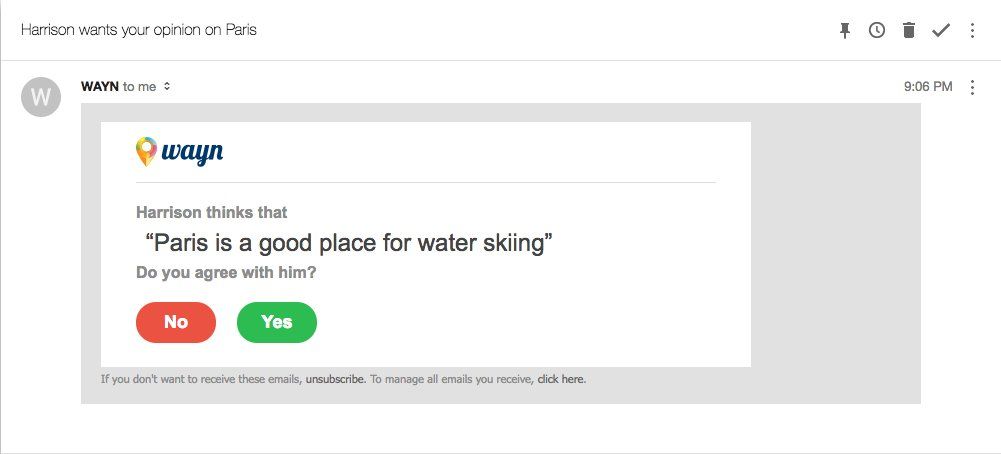 Harrison wants your opinion on Paris
W
WAYN to me
9:06 PM
wayn
Harrison thinks that
“Paris is a good place for water skiing”
Do you agree with him?
No Yes
If you don't want to receive these emails, unsubscribe. To manage all emails you receive, click here.